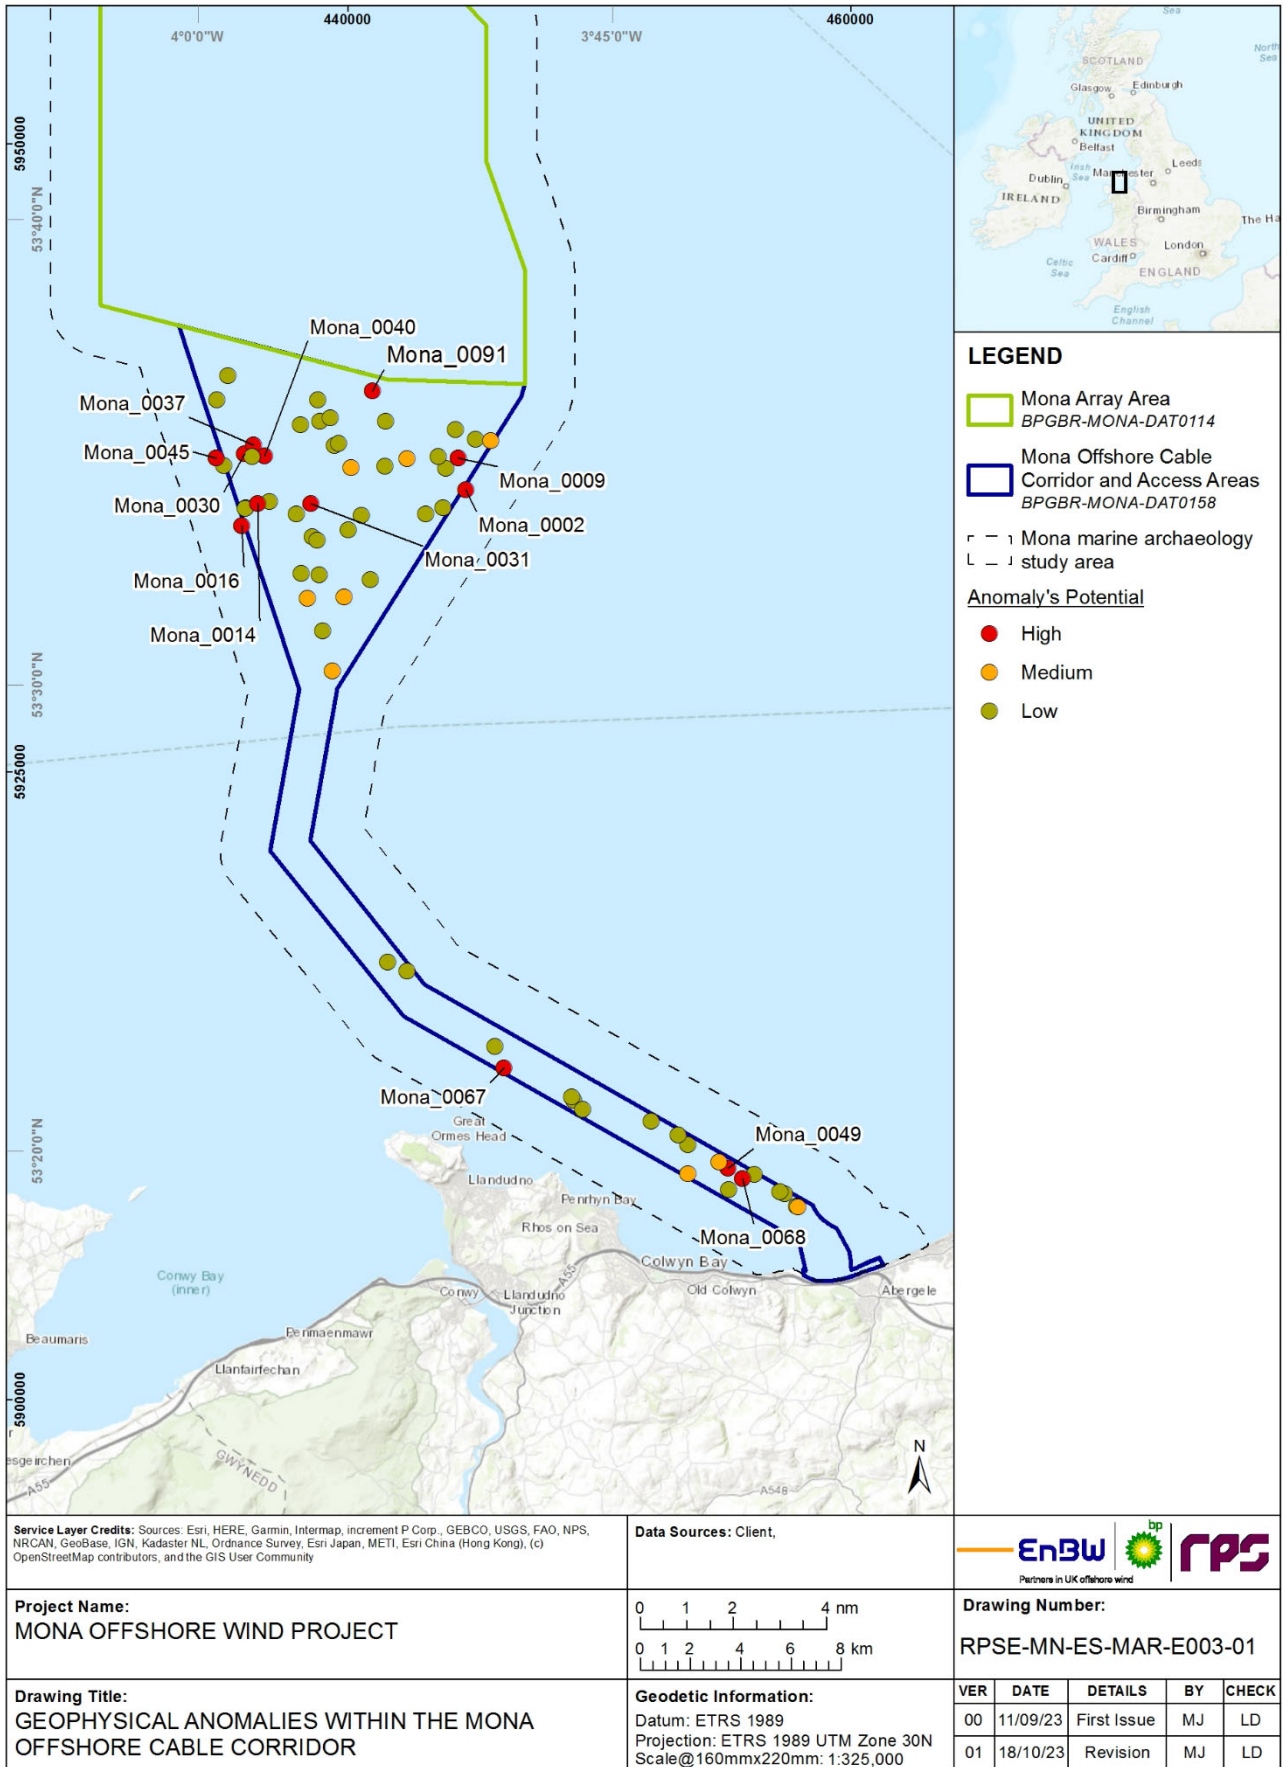 440000
460000
4°0'0"W
3°45'0"W
5950000
53°40'0"N
53°30'0"N
5925000
53°20'0"N
5900000
Mona_0040
Mona_0091
Mona_0037
Mona_0045
Mona_0030
Mona_0009
Mona_0002
Mona_0031
Mona_0016
Mona_0014
Mona_0067
Mona_0049
Mona_0068
Great
Ormes Head
Llandudno
Penrhyn Bay
Rhos on Sea
Colwyn Bay
Old Colwyn
Abergele
Conwy Bay
(inner)
Conwy
Llandudno
Junction
A55
Beaumaris
Penmaenmawr
Llanfairfechan
esgeirchen
A55
GWYNEDD
A548
N
Sea
North
Sea
SCOTLAND
Glasgow
Edinburgh
UNITED
KINGDOM
Belfast
Irish
Sea
Leeds
Manchester
Dublin
IRELAND
Birmingham
The Ha
WALES
London
Cardiff
Celtic
Sea
ENGLAND
English
Channel
LEGEND
Mona Array Area
BPGBR-MONA-DAT0114
Mona Offshore Cable
Corridor and Access Areas
BPGBR-MONA-DAT0158
Mona marine archaeology
study area
Anomaly's Potential
High
Medium
Low
Service Layer Credits: Sources: Esri, HERE, Garmin, Intermap, increment P Corp., GEBCO, USGS, FAO, NPS,
NRCAN, GeoBase, IGN, Kadaster NL, Ordnance Survey, Esri Japan, METI, Esri China (Hong Kong), (c)
OpenStreetMap contributors, and the GIS User Community
Data Sources: Client,
EnBW
bp
rps
Partners in UK offshore wind
Project Name:
MONA OFFSHORE WIND PROJECT
0 1 2 4 nm
0 1 2 4 6 8 km
Drawing Number:
RPSE-MN-ES-MAR-E003-01
Drawing Title:
GEOPHYSICAL ANOMALIES WITHIN THE MONA
OFFSHORE CABLE CORRIDOR
Geodetic Information:
Datum: ETRS 1989
Projection: ETRS 1989 UTM Zone 30N
Scale@160mmx220mm: 1:325,000
VER DATE DETAILS BY CHECK
00 11/09/23 First Issue MJ LD
01 18/10/23 Revision MJ LD